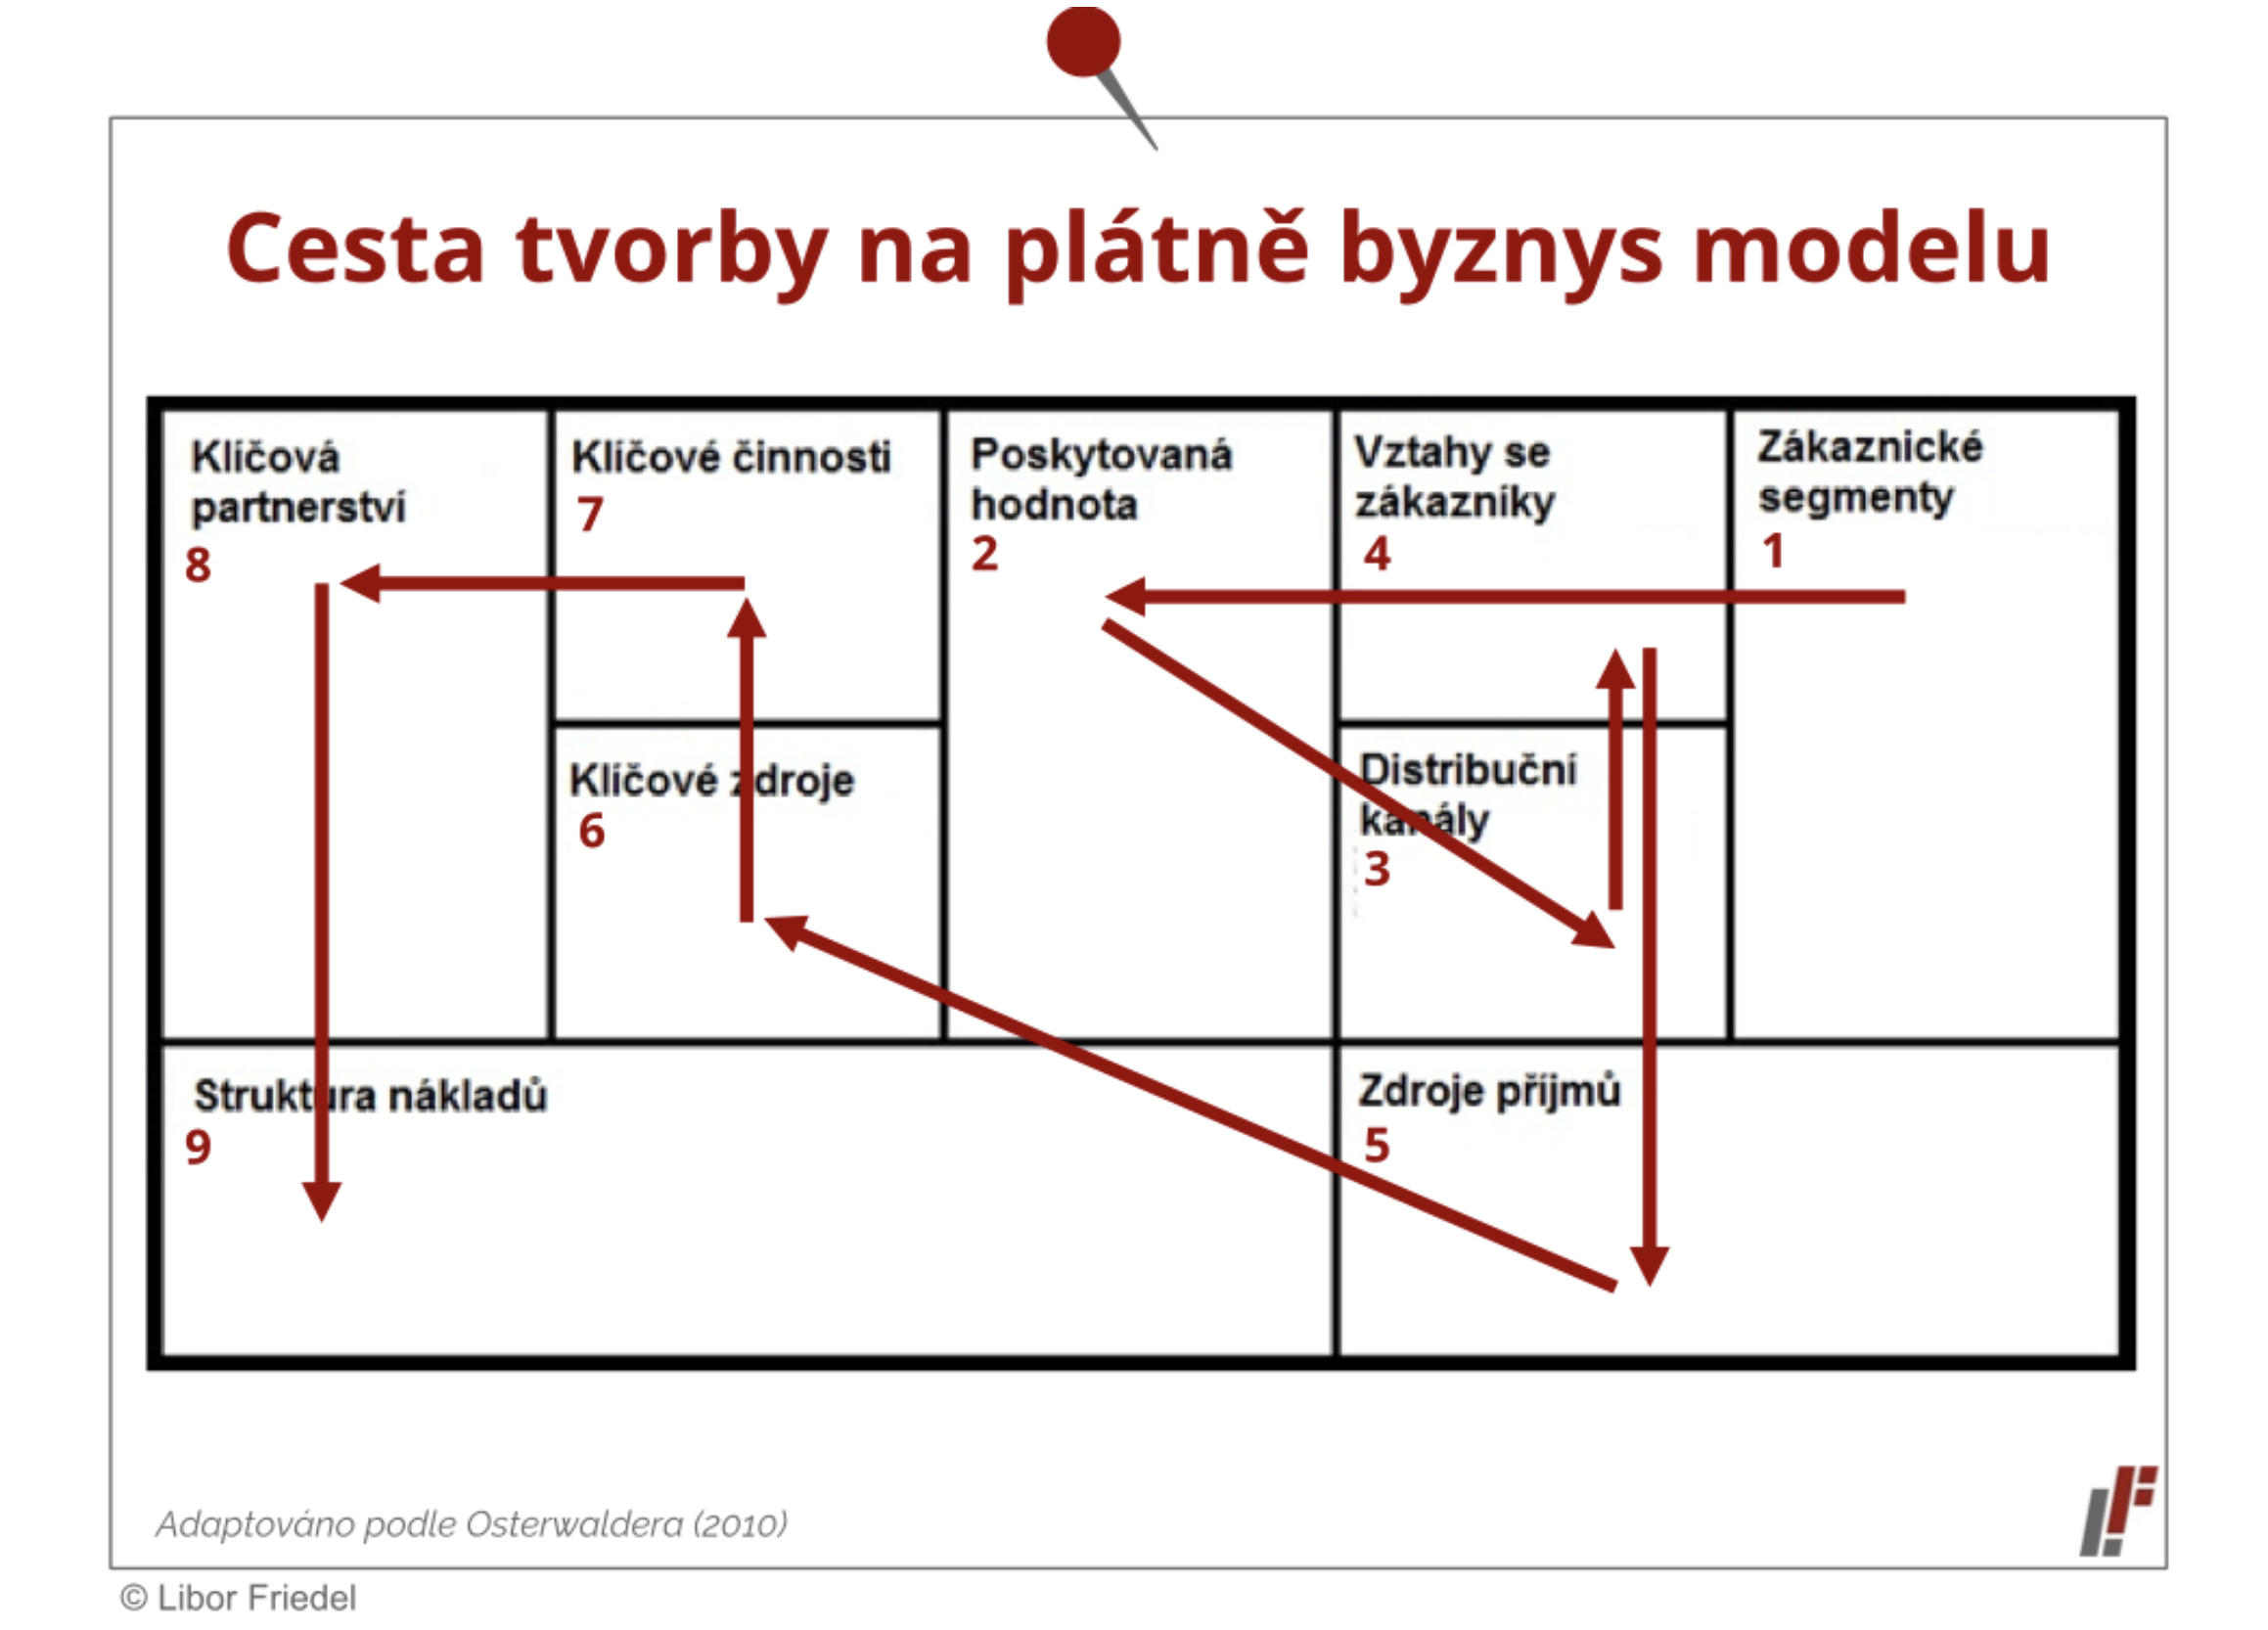 Cesta tvorby na plátně byznys modelu
Klíčová
partnerství
8
Klíčové činnosti
7
Poskytovaná
hodnota
2
Vztahy se
zákazníky
4
Zákaznické
segmenty
1
Klíčové zdroje
6
Distribuční
kanály
3
Struktura nákladů
9
Zdroje příjmů
5
Adaptováno podle Osterwaldera (2010)
© Libor Friedel